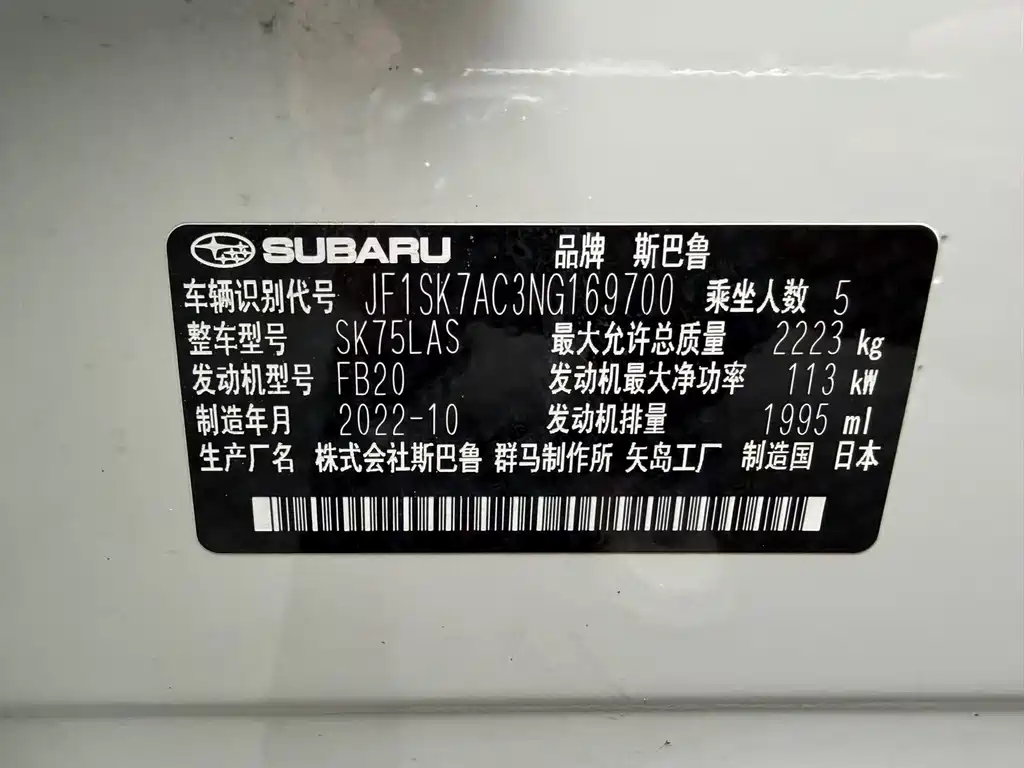 SUBARU 品牌 斯巴鲁
车辆识别代号 JF1SK7AC3NG169700 乘坐人数 5
整车型号 SK75LAS 最大允许总质量 2223 kg
发动机型号 FB20 发动机最大净功率 113 kW
制造年月 2022-10 发动机排量 1995 ml
生产厂名 株式会社斯巴鲁 群马制作所 矢岛工厂 制造国 日本